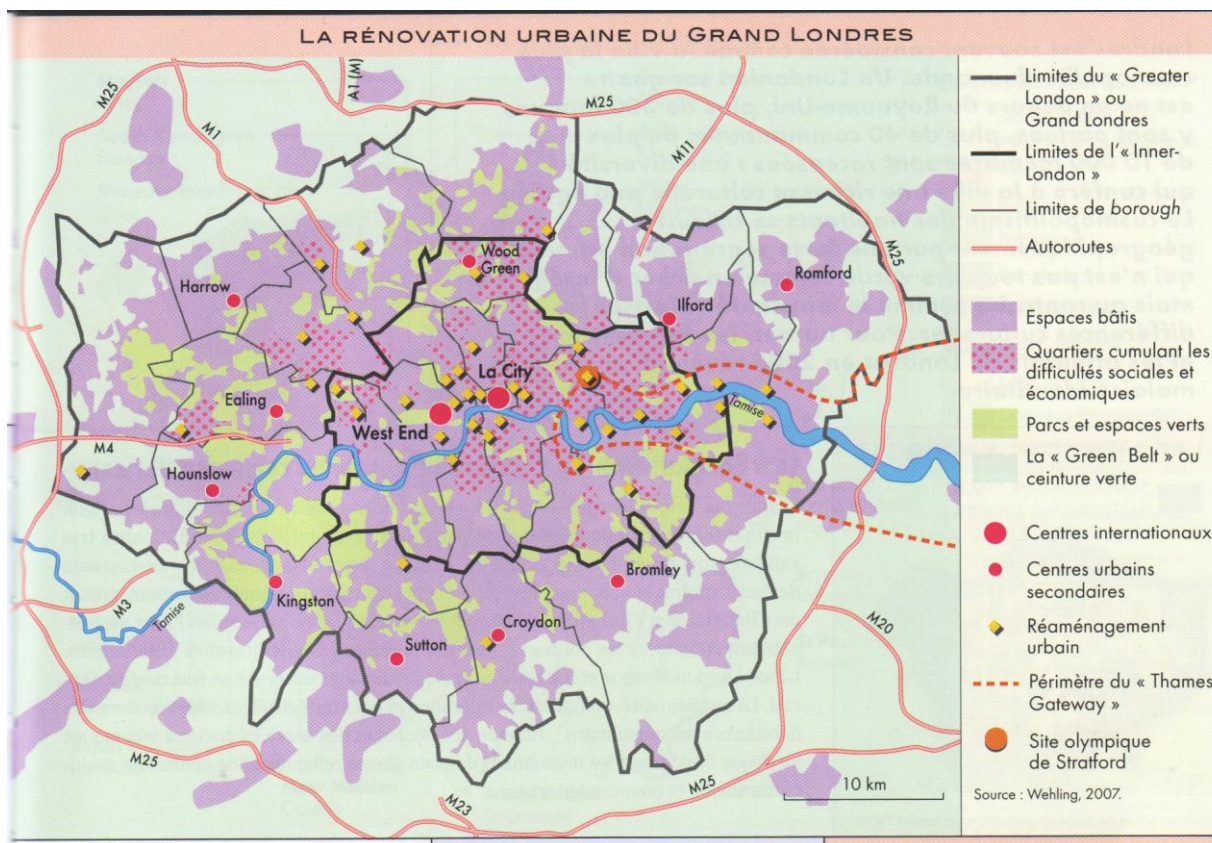 LA RÉNOVATION URBAINE DU GRAND LONDRES
M25
A1 (M)
M1
M25
M11
M25
Wood
Green
Romford
Harrow
Ilford
La City
Ealing
West End
Tamise
M4
Hounslow
Bromley
Kingston
M3
Tamise
Croydon
Sutton
M20
M25
M25
M23
10 km
Limites du « Greater
London » ou
Grand Londres
Limites de l'« Inner-
London »
Limites de borough
Autoroutes
Espaces bâtis
Quartiers cumulant les
difficultés sociales et
économiques
Parcs et espaces verts
La « Green Belt » ou
ceinture verte
Centres internationaux
Centres urbains
secondaires
Réaménagement
urbain
Périmètre du « Thames
Gateway »
Site olympique
de Stratford
Source : Wehling, 2007.